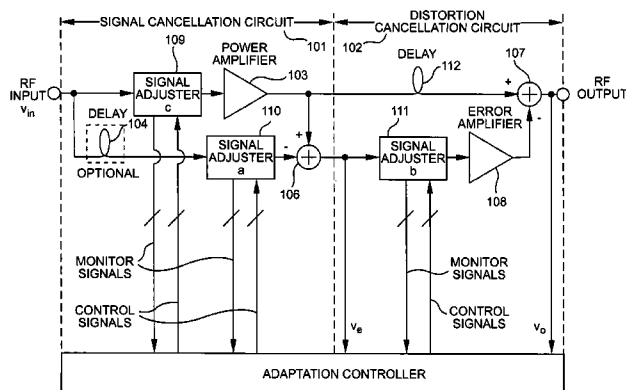 SIGNAL CANCELLATION CIRCUIT
101
102
DISTORTION
CANCELLATION CIRCUIT
109
POWER
AMPLIFIER
103
DELAY
112
107
RF
INPUT
vin
SIGNAL
ADJUSTER
c
+
-
RF
OUTPUT
DELAY
104
OPTIONAL
110
SIGNAL
ADJUSTER
a
+
-
106
111
SIGNAL
ADJUSTER
b
ERROR
AMPLIFIER
108
MONITOR
SIGNALS
CONTROL
SIGNALS
ve
MONITOR
SIGNALS
CONTROL
SIGNALS
vo
ADAPTATION CONTROLLER